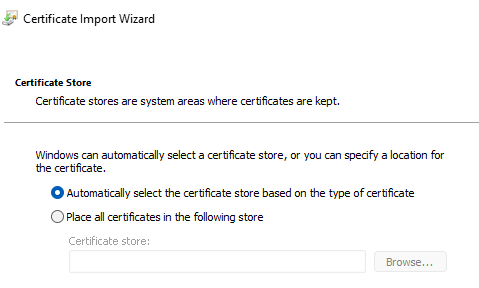 Certificate Import Wizard
Certificate Store
Certificate stores are system areas where certificates are kept.
Windows can automatically select a certificate store, or you can specify a location for
the certificate.
Automatically select the certificate store based on the type of certificate
Place all certificates in the following store
Certificate store:
Browse...